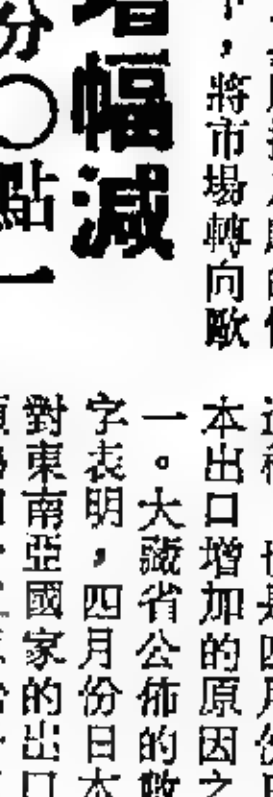 ，將市場轉向歐
增幅減
份〇點一
本出口增加的原因之
一。大藏省公佈的數
字表明，四月份日本
對東南亞國家的出口